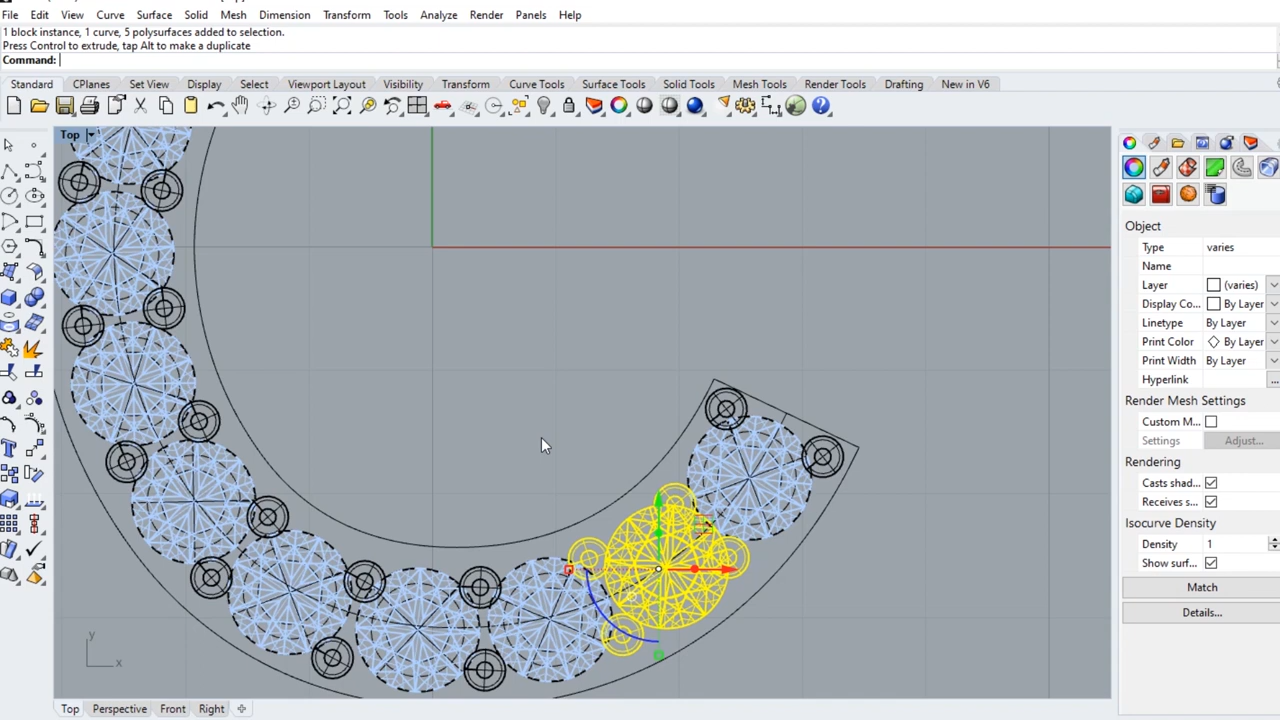 File Edit View Curve Surface Solid Mesh Dimension Transform Tools Analyze Render Panels Help
1 block instance, 1 curve, 5 polysurfaces added to selection.
Press Control to extrude, tap Alt to make a duplicate
Command:
Standard CPlanes Set View Display Select Viewport Layout Visibility Transform Curve Tools Surface Tools Solid Tools Mesh Tools Render Tools Drafting New in V6
Top
Object
Type varies
Name
Layer (varies)
Display Co... By Layer
Linetype By Layer
Print Color By Layer
Print Width By Layer
Hyperlink ...
Render Mesh Settings
Custom M...
Settings Adjust...
Rendering
Casts shad...
Receives s...
Isocurve Density
Density 1
Show surf...
Match
Details...
y
x
Top Perspective Front Right